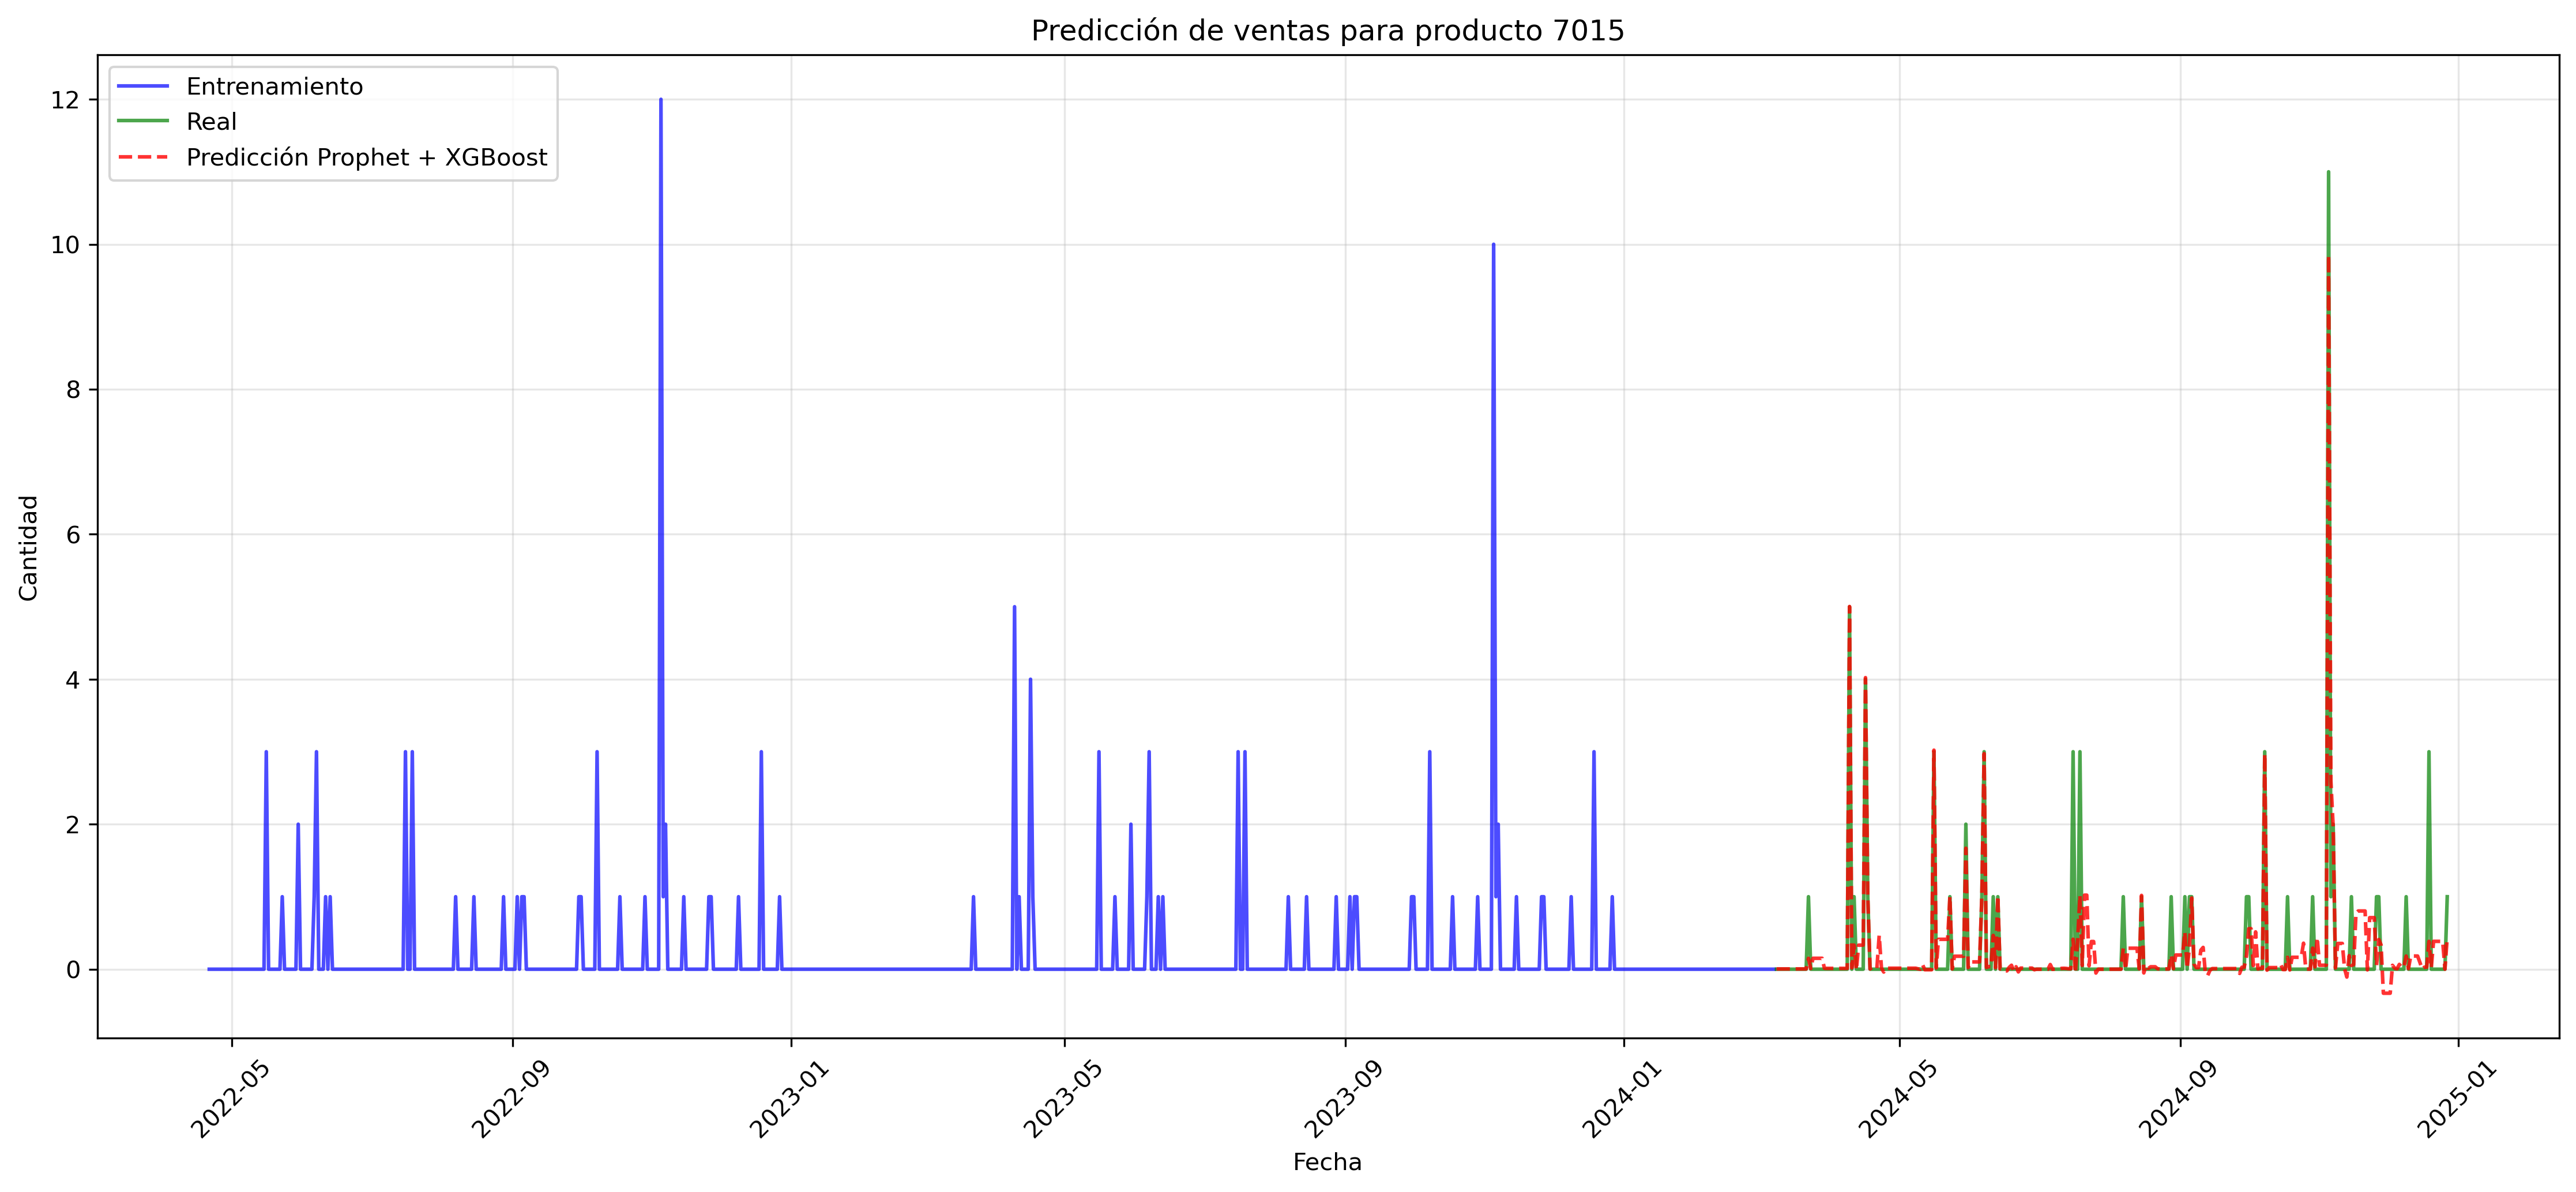 Predicción de ventas para producto 7015
Entrenamiento
Real
Predicción Prophet + XGBoost
Cantidad
12
10
8
6
4
2
0
2022-05
2022-09
2023-01
2023-05
2023-09
2024-01
2024-05
2024-09
2025-01
Fecha